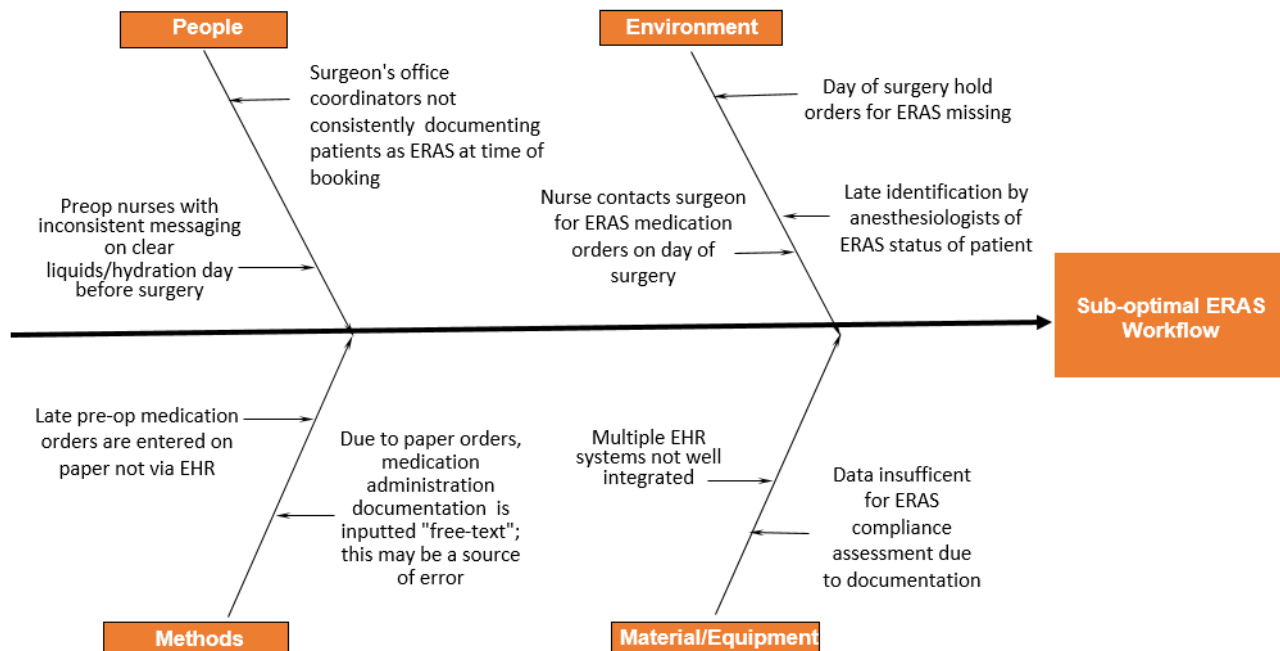 People
Environment
Surgeon's office
coordinators not
consistently documenting
patients as ERAS at time of
booking
Preop nurses with
inconsistent messaging
on clear
liquids/hydration day
before surgery
Day of surgery hold
orders for ERAS missing
Nurse contacts surgeon
for ERAS medication
orders on day of
surgery
Late identification by
anesthesiologists of
ERAS status of patient
Sub-optimal ERAS
Workflow
Late pre-op medication
orders are entered on
paper not via EHR
Due to paper orders,
medication
administration
documentation is
inputted "free-text";
this may be a source
of error
Multiple EHR
systems not well
integrated
Data insufficent
for ERAS
compliance
assessment due
to documentation
Methods
Material/Equipment